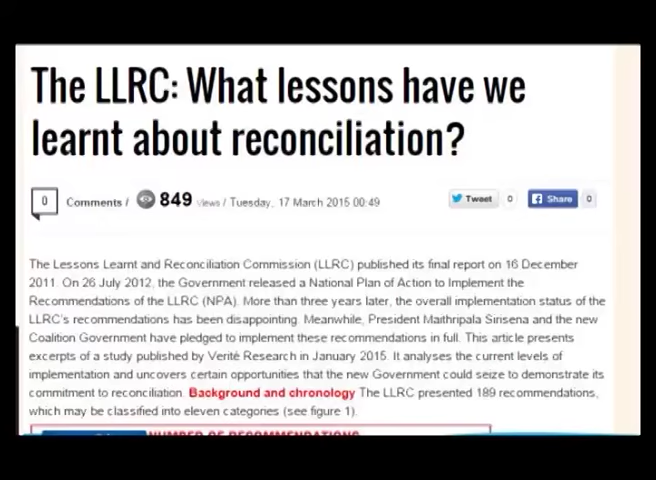 The LLRC: What lessons have we
learnt about reconciliation?
0 Comments / 849 views / Tuesday, 17 March 2015 00:49 Tweet 0 Share 0
The Lessons Learnt and Reconciliation Commission (LLRC) published its final report on 16 December
2011. On 26 July 2012, the Government released a National Plan of Action to Implement the
Recommendations of the LLRC (NPA). More than three years later, the overall implementation status of the
LLRC's recommendations has been disappointing. Meanwhile, President Maithripala Sirisena and the new
Coalition Government have pledged to implement these recommendations in full. This article presents
excerpts of a study published by Verité Research in January 2015. It analyses the current levels of
implementation and uncovers certain opportunities that the new Government could seize to demonstrate its
commitment to reconciliation. Background and chronology The LLRC presented 189 recommendations,
which may be classified into eleven categories (see figure 1).
NUMBER OF RECOMMENDATIONS